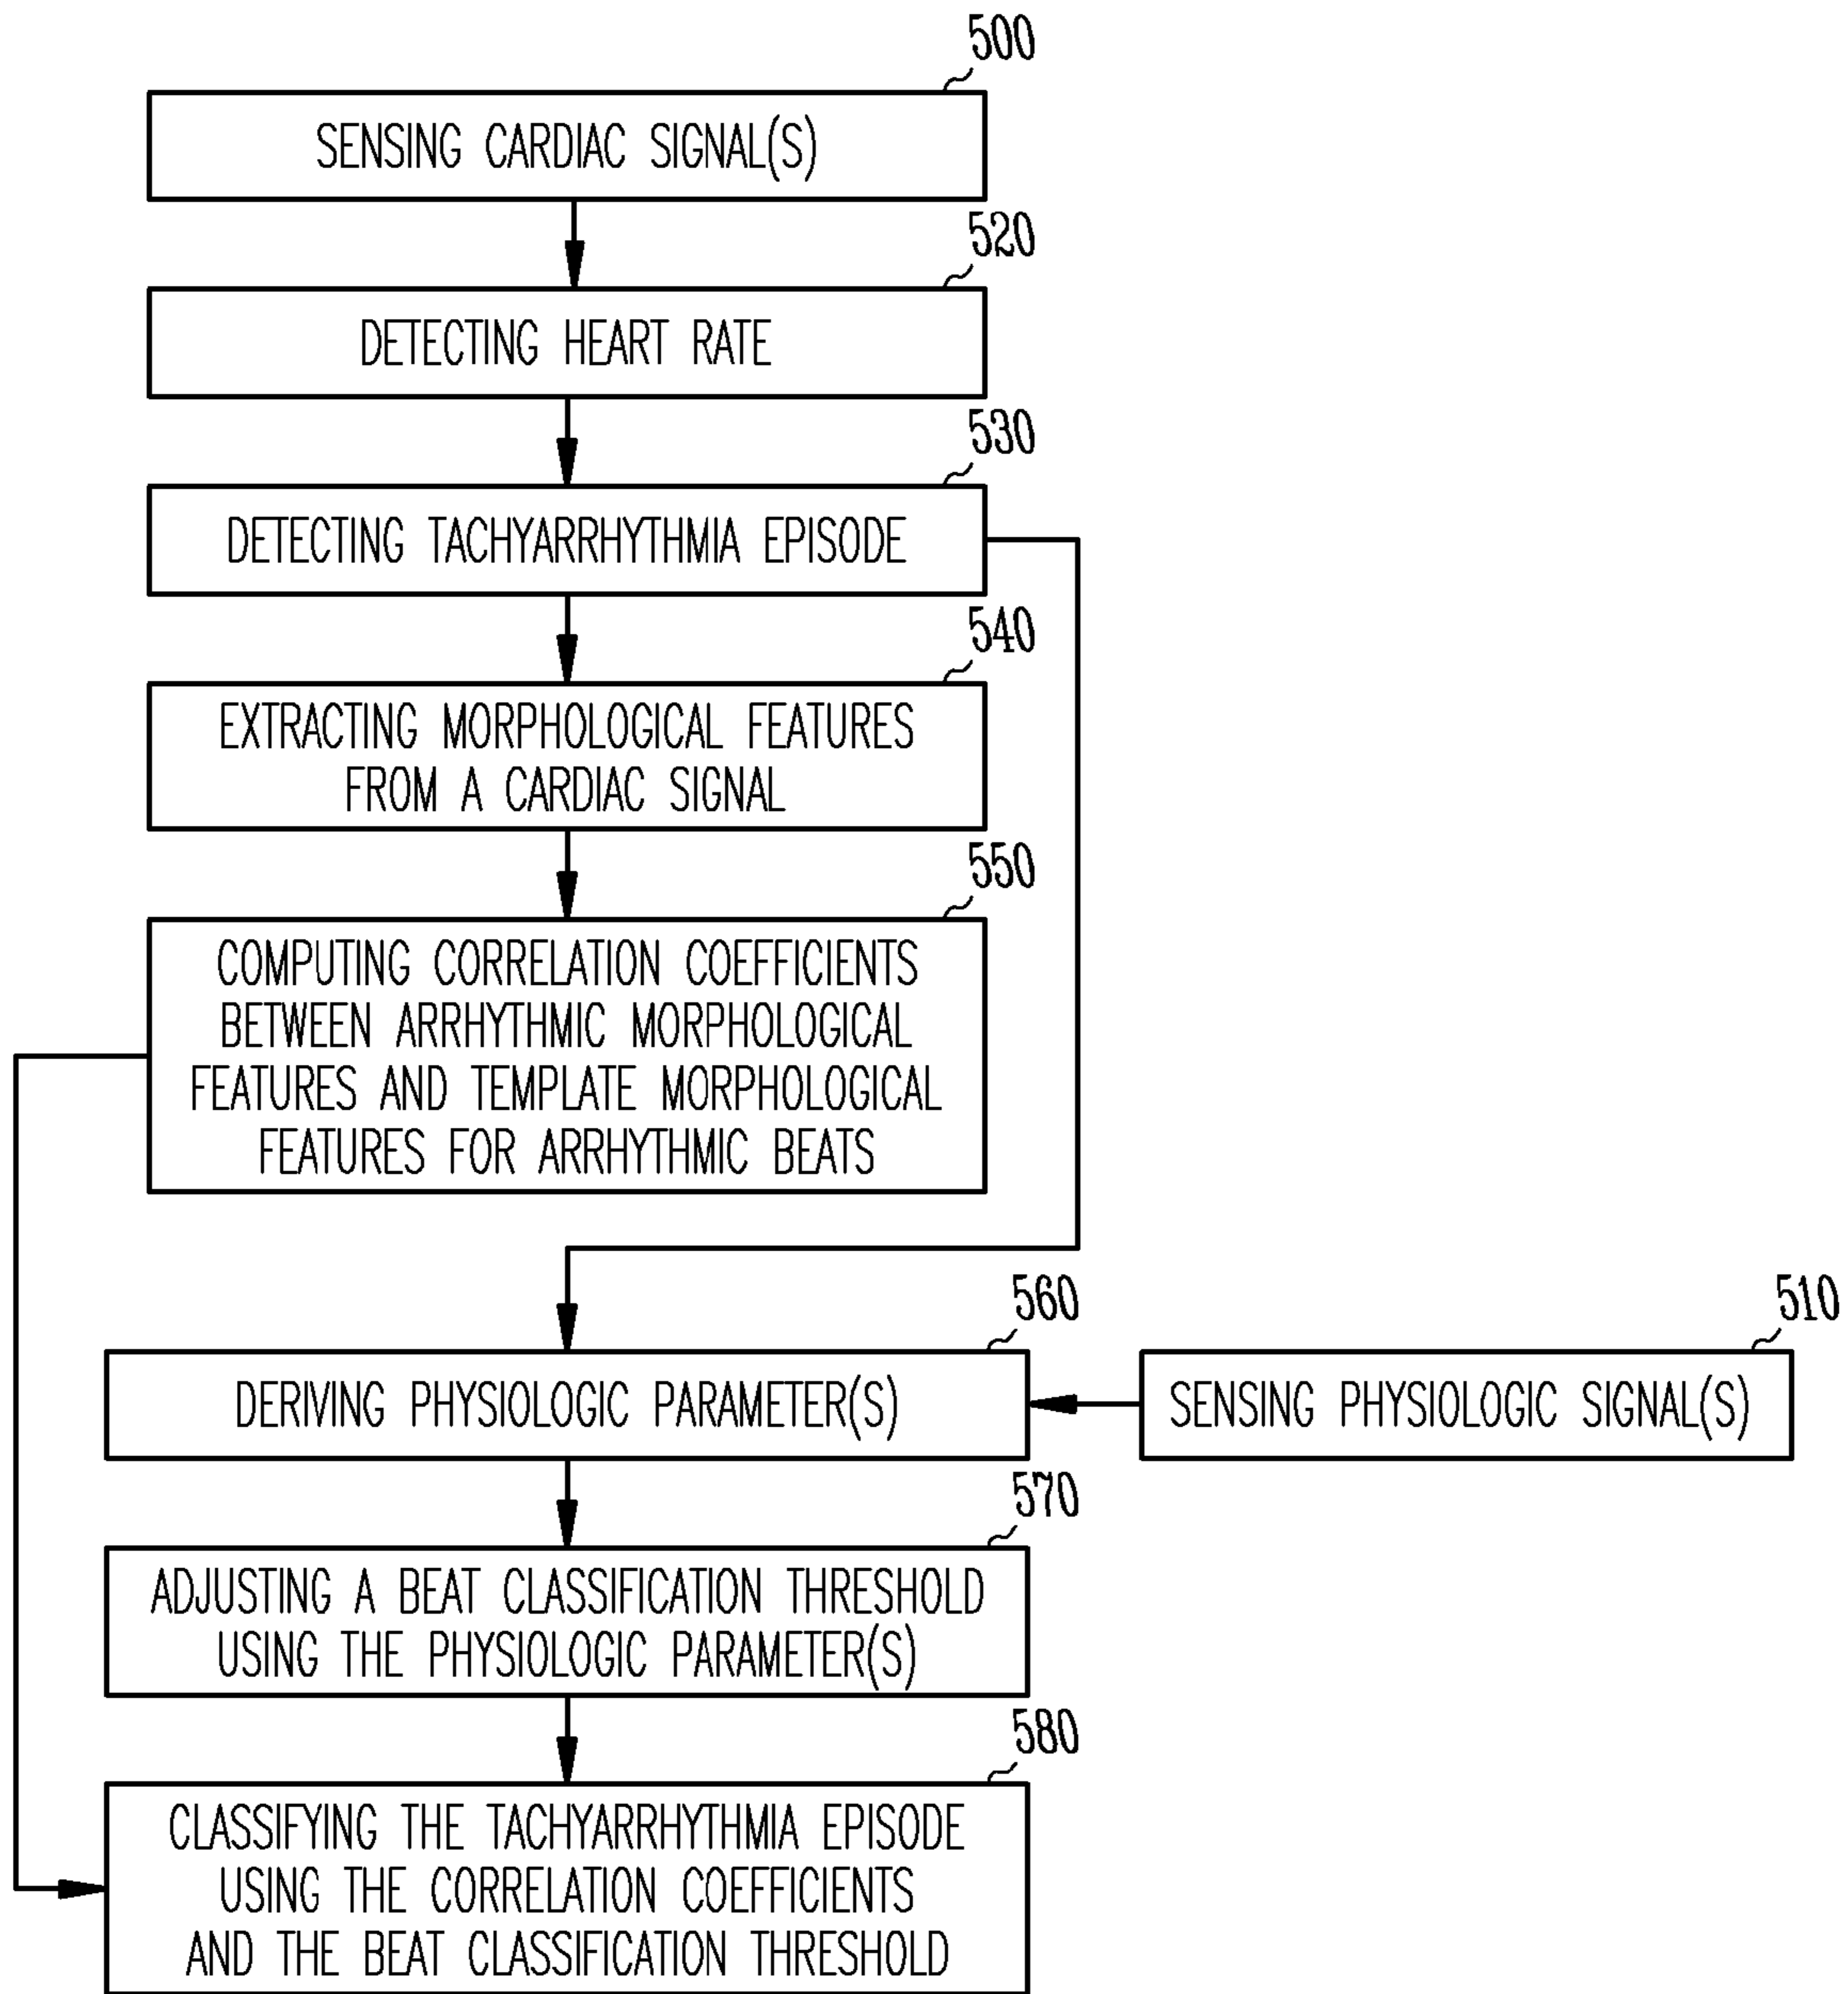 500
SENSING CARDIAC SIGNAL(S)
520
DETECTING HEART RATE
530
DETECTING TACHYARRHYTHMIA EPISODE
540
EXTRACTING MORPHOLOGICAL FEATURES
FROM A CARDIAC SIGNAL
550
COMPUTING CORRELATION COEFFICIENTS
BETWEEN ARRHYTHMIC MORPHOLOGICAL
FEATURES AND TEMPLATE MORPHOLOGICAL
FEATURES FOR ARRHYTHMIC BEATS
560
DERIVING PHYSIOLOGIC PARAMETER(S)
510
SENSING PHYSIOLOGIC SIGNAL(S)
570
ADJUSTING A BEAT CLASSIFICATION THRESHOLD
USING THE PHYSIOLOGIC PARAMETER(S)
580
CLASSIFYING THE TACHYARRHYTHMIA EPISODE
USING THE CORRELATION COEFFICIENTS
AND THE BEAT CLASSIFICATION THRESHOLD